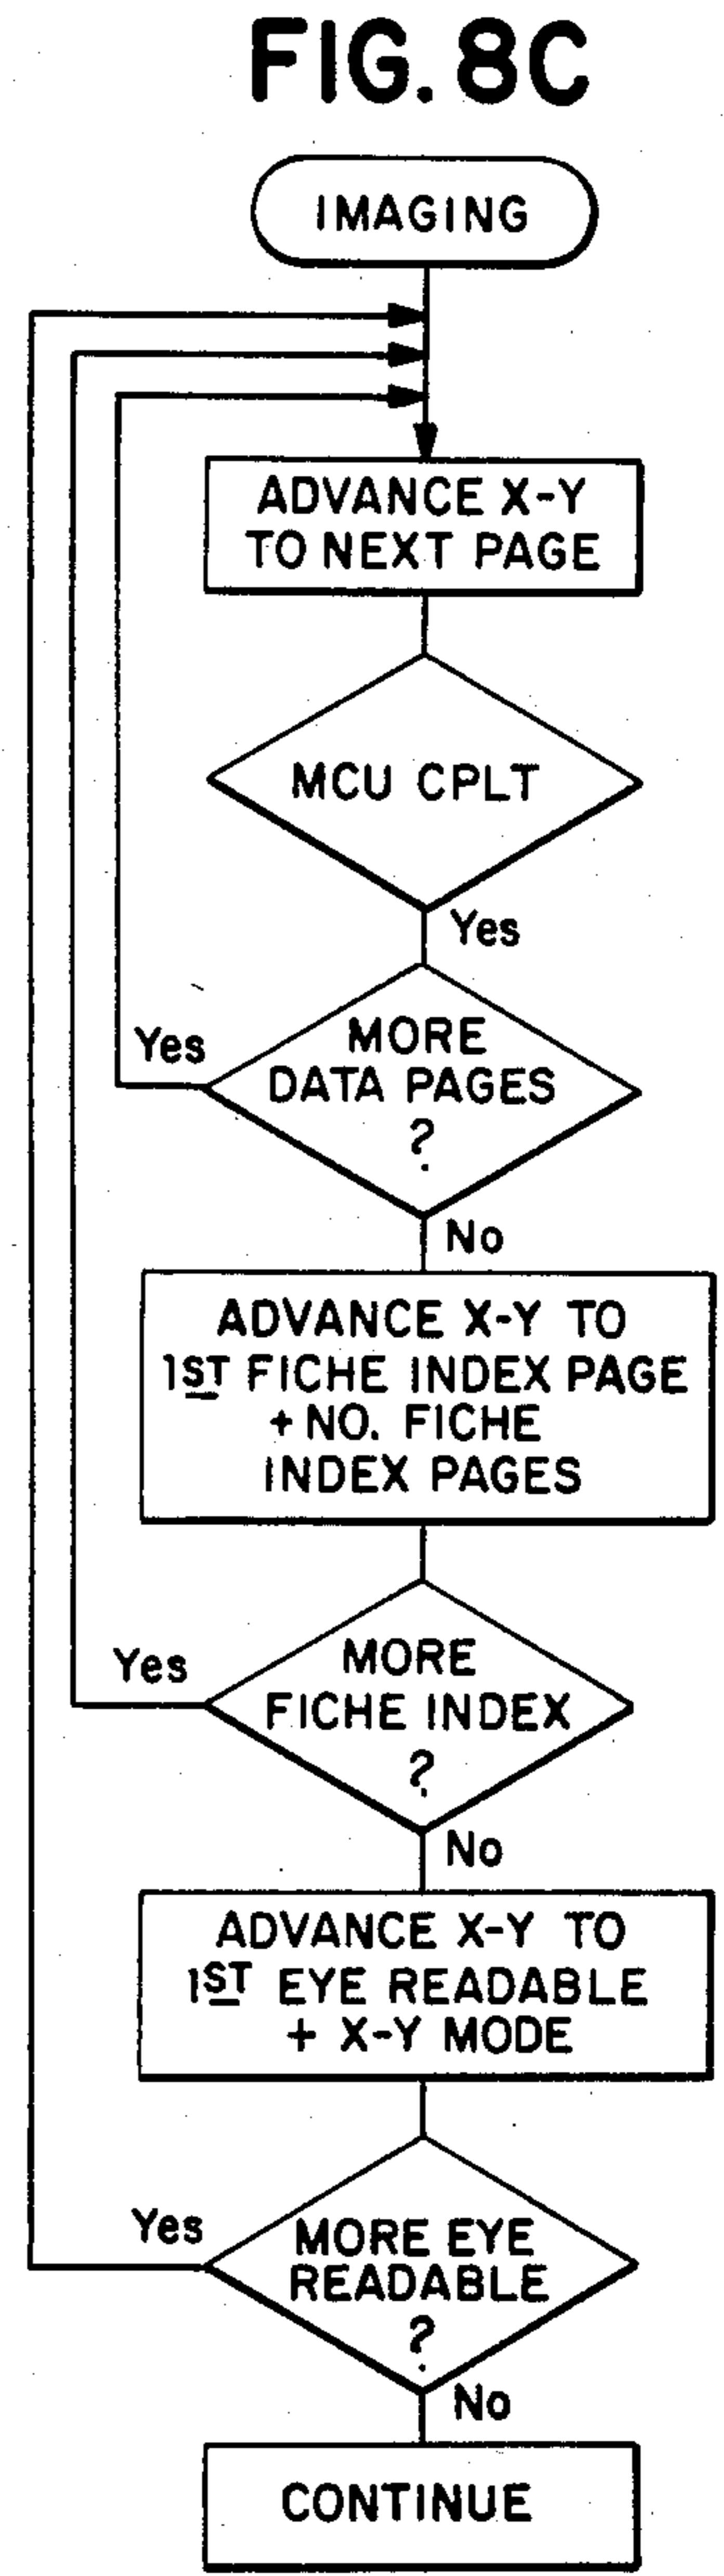 FIG. 8C
IMAGING
ADVANCE X-Y
TO NEXT PAGE
MCU CPLT
Yes
Yes
MORE
DATA PAGES
?
No
ADVANCE X-Y TO
1ST FICHE INDEX PAGE
+ NO. FICHE
INDEX PAGES
Yes
MORE
FICHE INDEX
?
No
ADVANCE X-Y TO
1ST EYE READABLE
+ X-Y MODE
Yes
MORE EYE
READABLE
?
No
CONTINUE